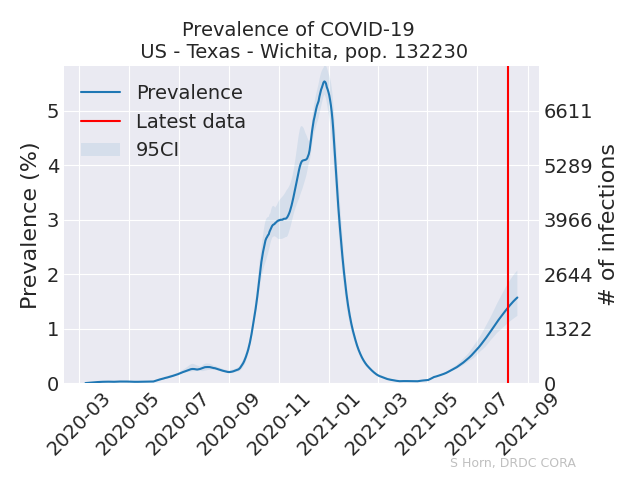 Prevalence of COVID-19
US - Texas - Wichita, pop. 132230
Prevalence
Latest data
95CI
Prevalence (%)
5
4
3
2
1
0
6611
5289
3966
2644
1322
0
# of infections
2020-03
2020-05
2020-07
2020-09
2020-11
2021-01
2021-03
2021-05
2021-07
2021-09
S Horn, DRDC CORA